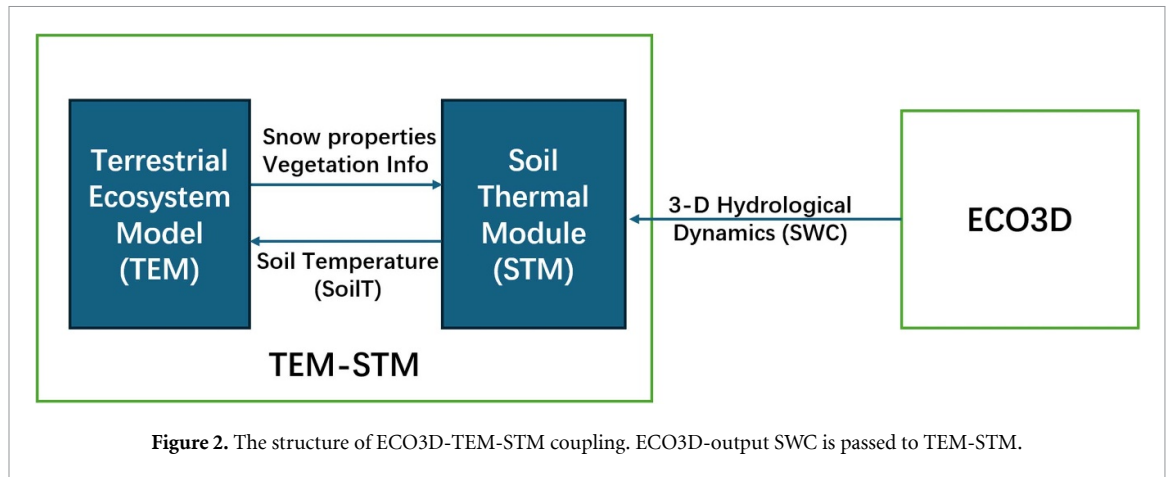 Terrestrial
Ecosystem
Model
(TEM)
Snow properties
Vegetation Info
Soil Temperature
(SoilT)
Soil
Thermal
Module
(STM)
TEM-STM
3-D Hydrological
Dynamics (SWC)
ECO3D
Figure 2. The structure of ECO3D-TEM-STM coupling. ECO3D-output SWC is passed to TEM-STM.